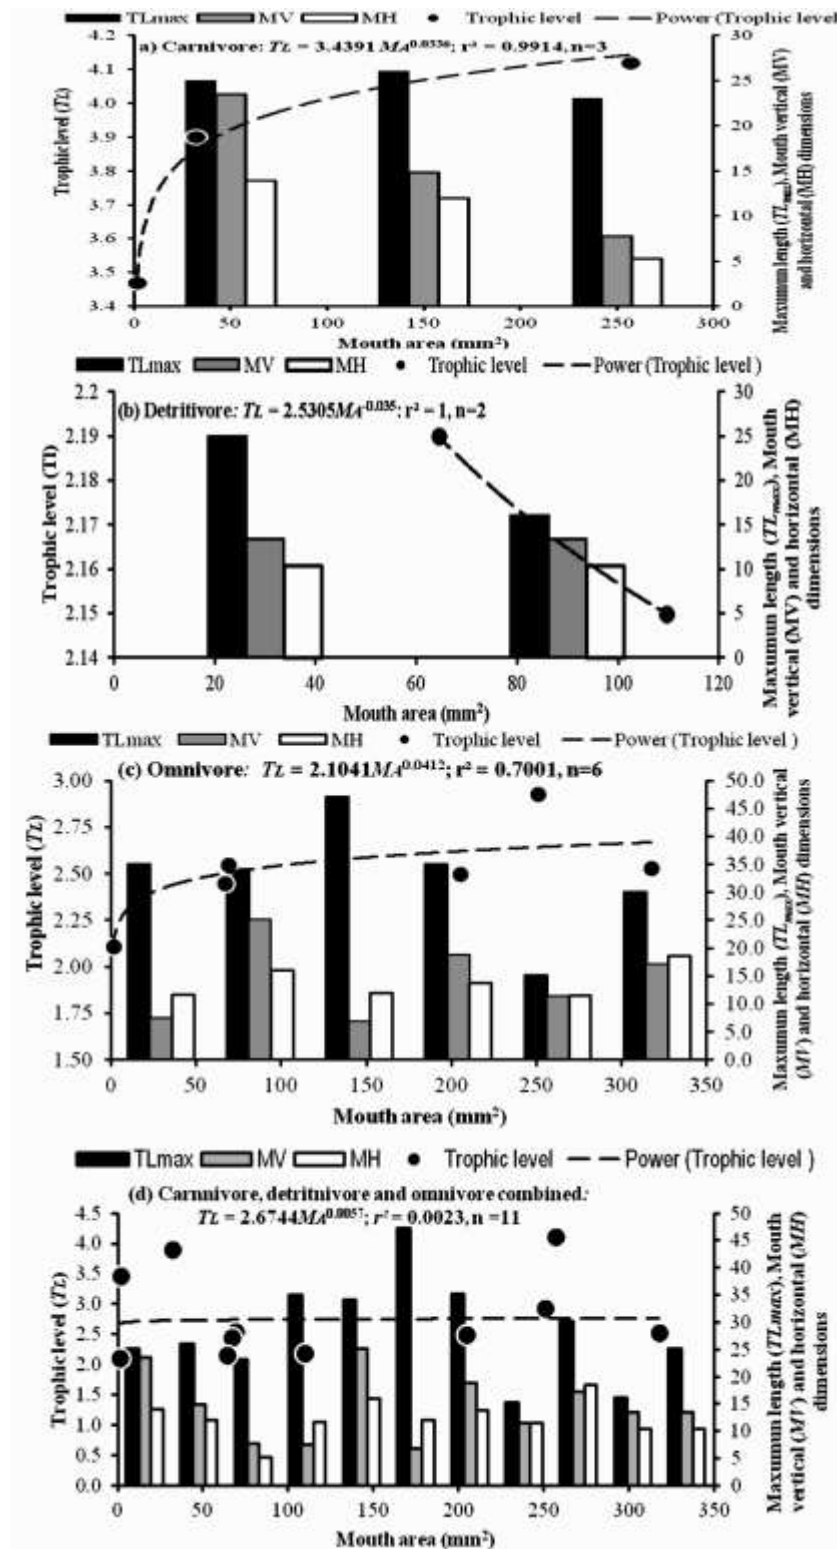 TLmax MV MH Trophic level Power (Trophic level)
a) Carnivore: TL = 3.4391 MA^0.0336; r² = 0.9914, n=3
4.2
4.1
4.0
3.9
3.8
3.7
3.6
3.5
3.4
Trophic level (TL)
30
25
20
15
10
5
0
Maxumum length (TLmax), Mouth vertical (MV)
and horizontal (MH) dimensions
0 50 100 150 200 250 300
Mouth area (mm²)
TLmax MV MH Trophic level Power (Trophic level )
(b) Detritivore: TL = 2.5305MA^-0.035: r² = 1, n=2
2.2
2.19
2.18
2.17
2.16
2.15
2.14
Trophic level (Tl)
30
25
20
15
10
5
0
Maxumun length (TLmax), Mouth
vertical (MV) and horizontal (MH)
dimensions
0 20 40 60 80 100 120
Mouth area (mm²)
TLmax MV MH Trophic level Power (Trophic level )
(c) Omnivore: TL = 2.1041MA^0.0412; r² = 0.7001, n=6
3.00
2.75
2.50
2.25
2.00
1.75
1.50
Trophic level (TL)
50.0
45.0
40.0
35.0
30.0
25.0
20.0
15.0
10.0
5.0
0.0
Maxumum length (TLmax), Mouth vertical
(MV) and horizontal (MH) dimensions
0 50 100 150 200 250 300 350
Mouth area (mm²)
TLmax MV MH Trophic level Power (Trophic level )
(d) Carnnivore, detritnivore and omnivore combined:
TL = 2.6744MA^0.0057; r² = 0.0023, n =11
4.5
4.0
3.5
3.0
2.5
2.0
1.5
1.0
0.5
0.0
Trophic level (TL)
50
45
40
35
30
25
20
15
10
5
0
Maxumum length (TLmax), Mouth
vertical (MV) and horizontal (MH)
dimensions
0 50 100 150 200 250 300 350
Mouth area (mm²)